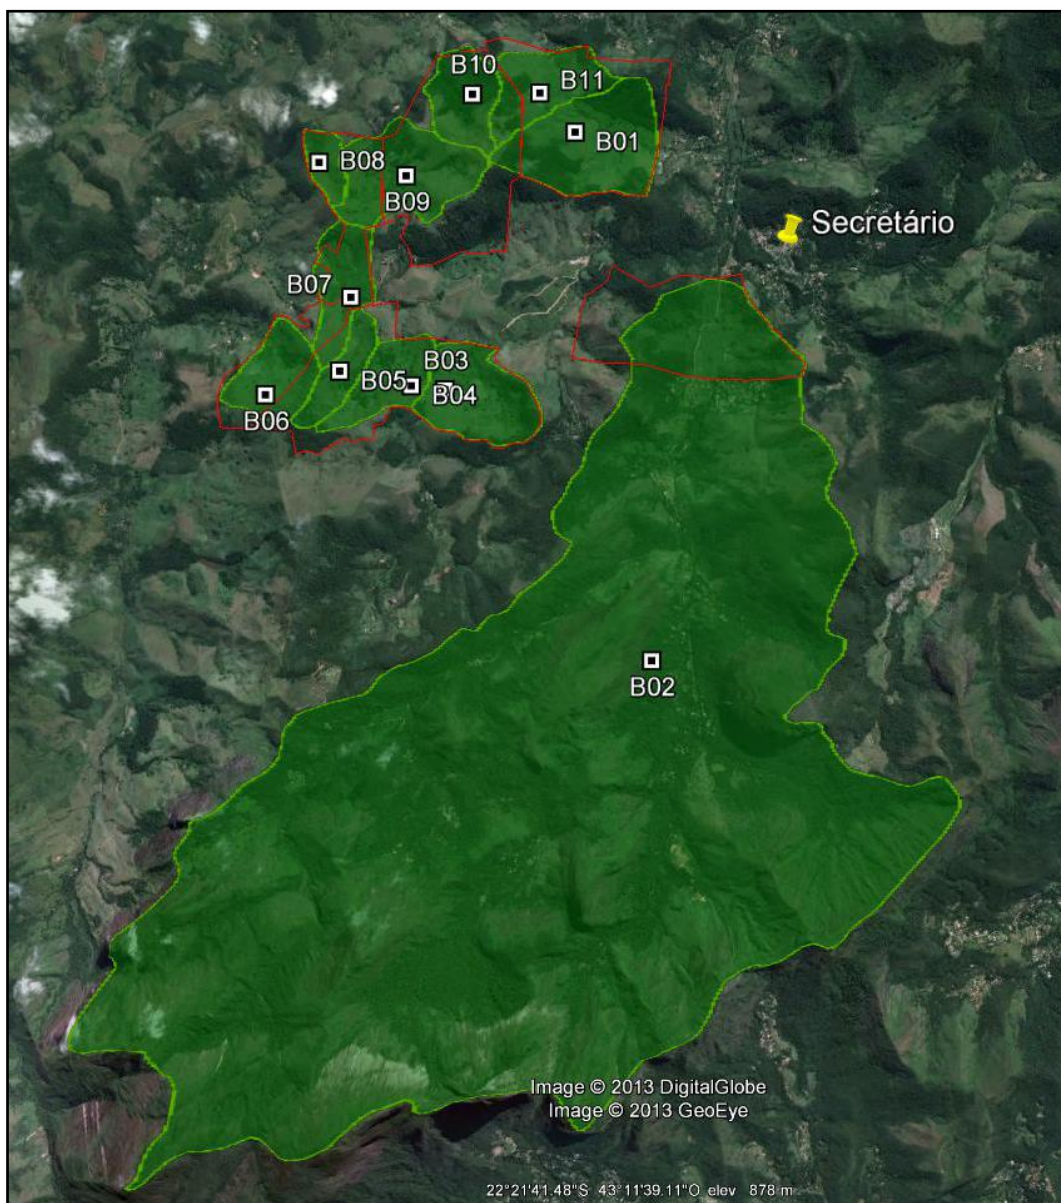 B10
B11
B01
B08
B09
Secretário
B07
B03
B05
B04
B06
B02
Image © 2013 DigitalGlobe
Image © 2013 GeoEye
22°21'41.48"S 43°11'39.11"O elev 878 m